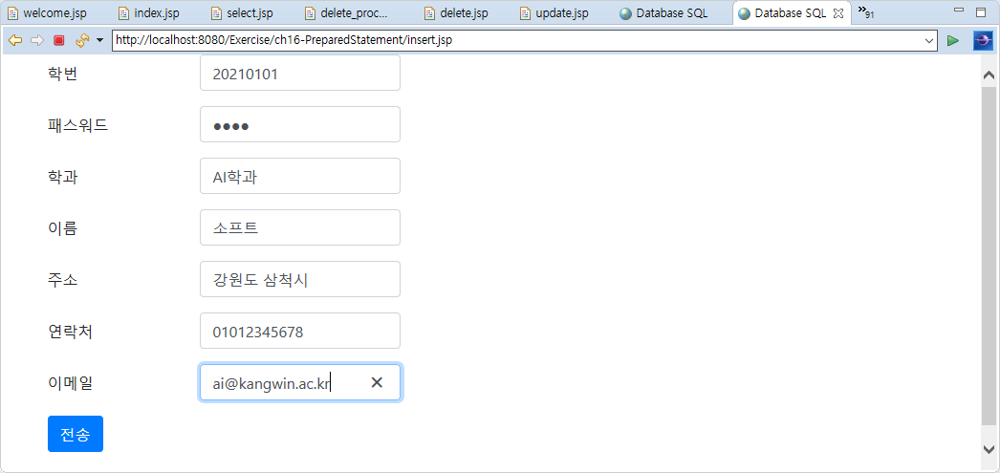 welcome.jsp index.jsp select.jsp delete_proc... delete.jsp update.jsp Database SQL Database SQL »91
http://localhost:8080/Exercise/ch16-PreparedStatement/insert.jsp
학번 20210101
패스워드 ●●●●
학과 AI학과
이름 소프트
주소 강원도 삼척시
연락처 01012345678
이메일 ai@kangwin.ac.kr
전송